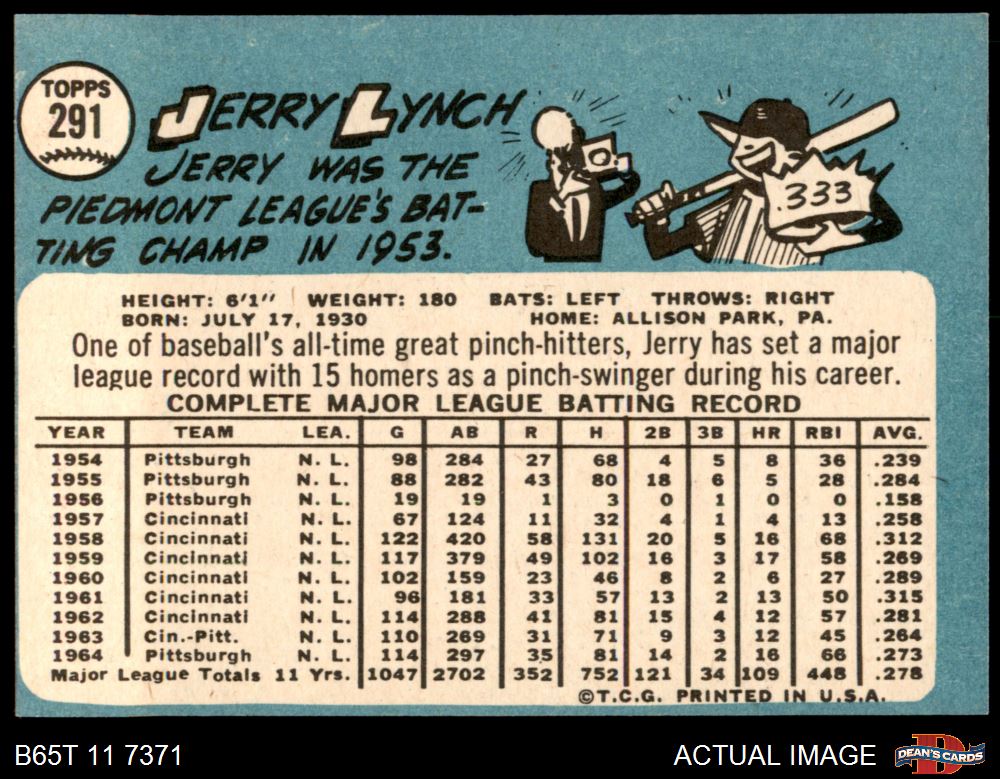 TOPPS
291
JERRY LYNCH
JERRY WAS THE
PIEDMONT LEAGUE'S BAT-
TING CHAMP IN 1953.
.333
HEIGHT: 6'1" WEIGHT: 180 BATS: LEFT THROWS: RIGHT
BORN: JULY 17, 1930 HOME: ALLISON PARK, PA.
One of baseball's all-time great pinch-hitters, Jerry has set a major
league record with 15 homers as a pinch-swinger during his career.
COMPLETE MAJOR LEAGUE BATTING RECORD
YEAR TEAM LEA. G AB R H 2B 3B HR RBI AVG.
1954 Pittsburgh N. L. 98 284 27 68 4 5 8 36 .239
1955 Pittsburgh N. L. 88 282 43 80 18 6 5 28 .284
1956 Pittsburgh N. L. 19 19 1 3 0 1 0 0 .158
1957 Cincinnati N. L. 67 124 11 32 4 1 4 13 .258
1958 Cincinnati N. L. 122 420 58 131 20 5 16 68 .312
1959 Cincinnati N. L. 117 379 49 102 16 3 17 58 .269
1960 Cincinnati N. L. 102 159 23 46 8 2 6 27 .289
1961 Cincinnati N. L. 96 181 33 57 13 2 13 50 .315
1962 Cincinnati N. L. 114 288 41 81 15 4 12 57 .281
1963 Cin.-Pitt. N. L. 110 269 31 71 9 3 12 45 .264
1964 Pittsburgh N. L. 114 297 35 81 14 2 16 66 .273
Major League Totals 11 Yrs. 1047 2702 352 752 121 34 109 448 .278
©T.C.G. PRINTED IN U.S.A.
B65T 11 7371 ACTUAL IMAGE DEAN'S CARDS